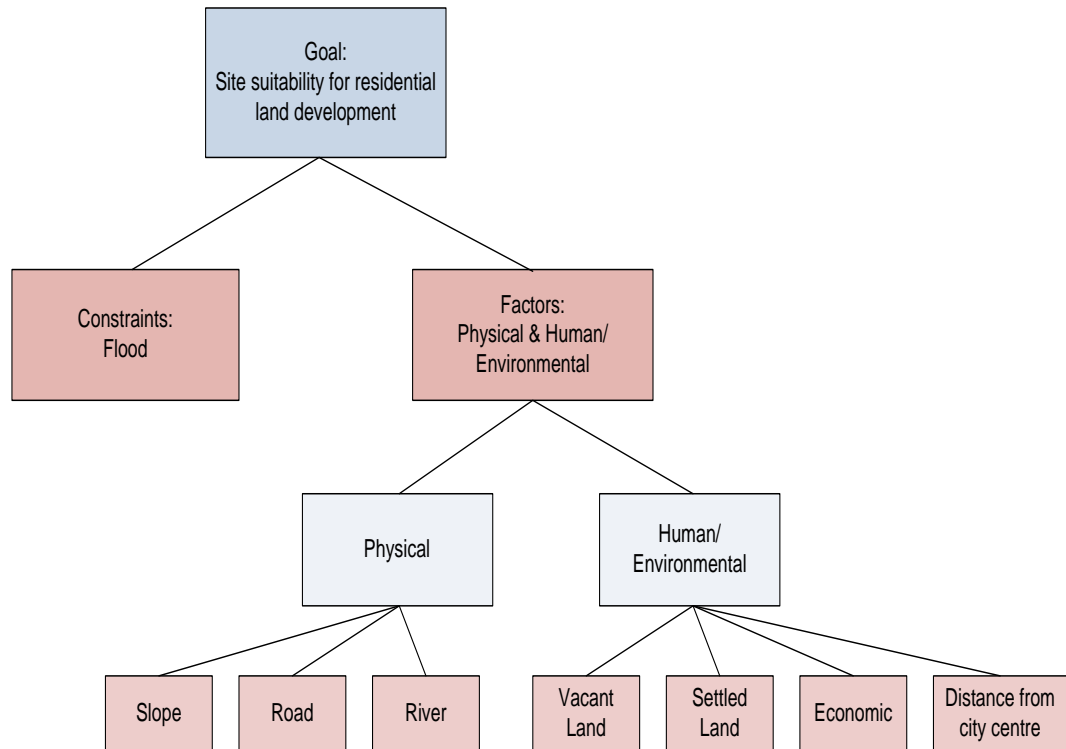 Goal:
Site suitability for residential
land development
Constraints:
Flood
Factors:
Physical & Human/
Environmental
Physical
Human/
Environmental
Slope
Road
River
Vacant
Land
Settled
Land
Economic
Distance from
city centre